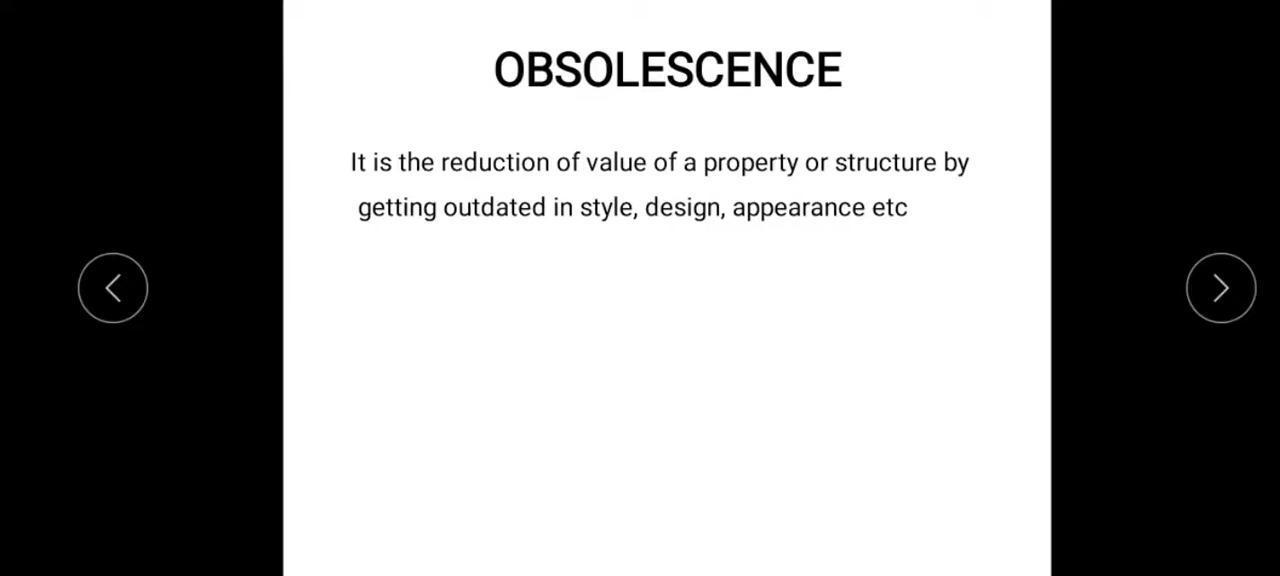 OBSOLESCENCE
It is the reduction of value of a property or structure by
getting outdated in style, design, appearance etc